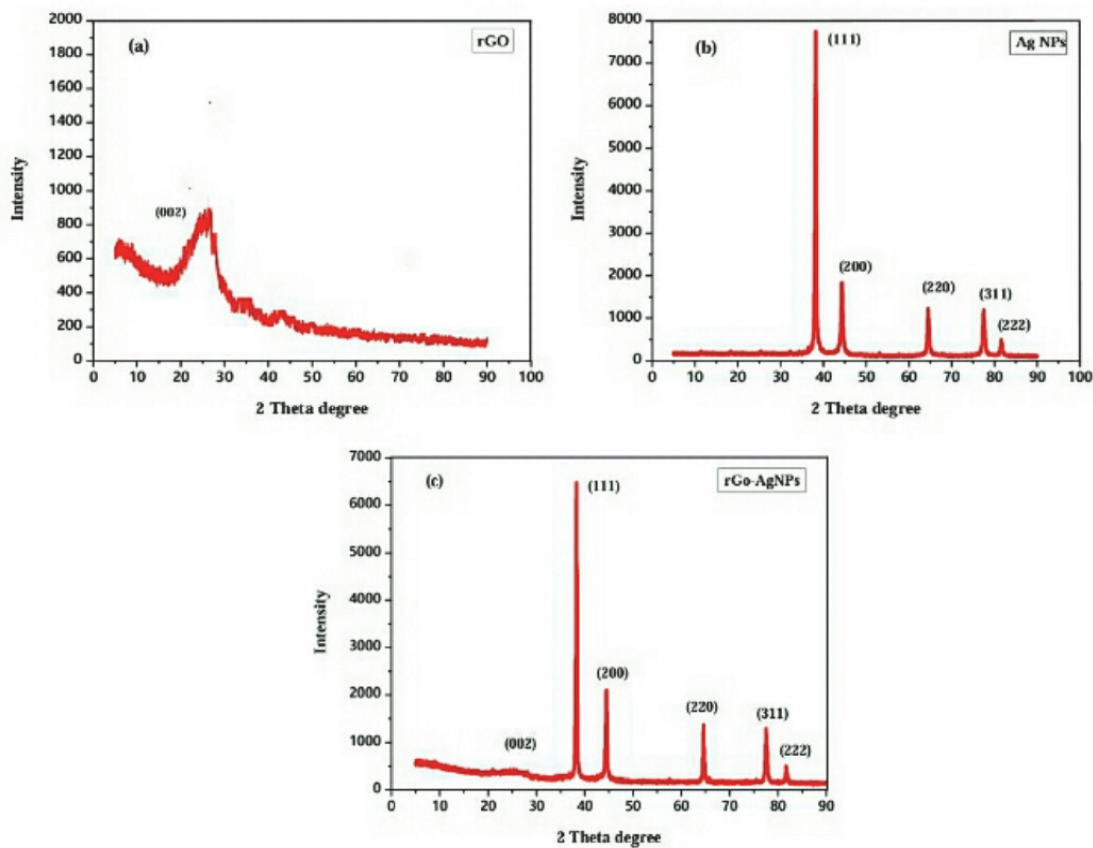 (a)
rGO
2000
1800
1600
1400
1200
1000
800
600
400
200
0
(002)
Intensity
0 10 20 30 40 50 60 70 80 90 100
2 Theta degree
(b)
Ag NPs
8000
7000
6000
5000
4000
3000
2000
1000
0
(111)
(200)
(220)
(311)
(222)
Intensity
0 10 20 30 40 50 60 70 80 90 100
2 Theta degree
(c)
rGo-AgNPs
7000
6000
5000
4000
3000
2000
1000
0
(111)
(200)
(220)
(311)
(222)
(002)
Intensity
0 10 20 30 40 50 60 70 80 90
2 Theta degree